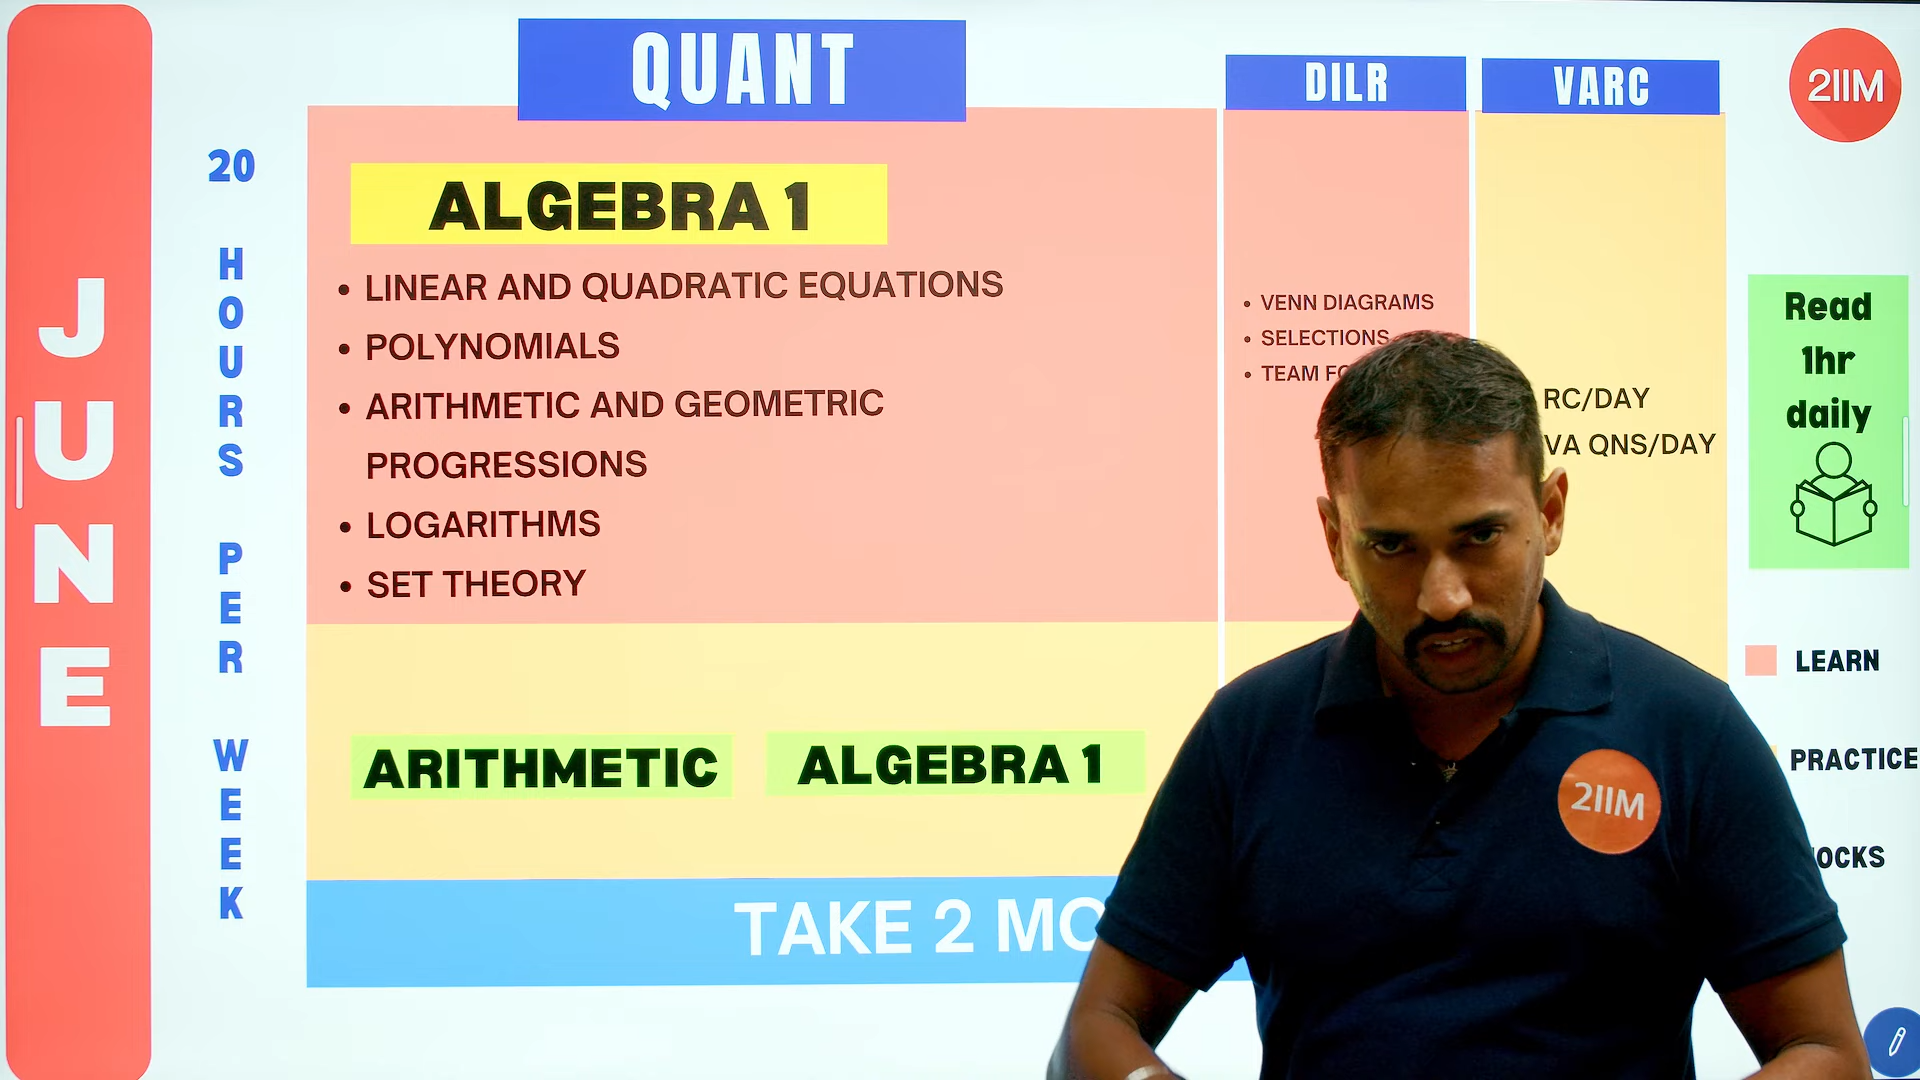 JUNE
20
HOURS
PER
WEEK
QUANT
ALGEBRA 1
• LINEAR AND QUADRATIC EQUATIONS
• POLYNOMIALS
• ARITHMETIC AND GEOMETRIC
PROGRESSIONS
• LOGARITHMS
• SET THEORY
ARITHMETIC
ALGEBRA 1
TAKE 2
DILR
• VENN DIAGRAMS
• SELECTIONS
• TEAM
VARC
RC/DAY
VA QNS/DAY
2IIM
Read
1hr
daily
LEARN
PRACTICE
2IIM